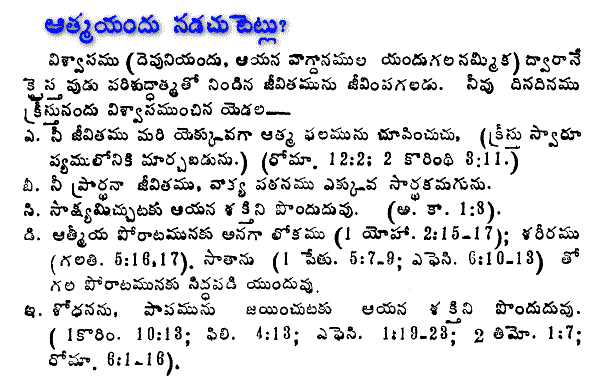 ఆత్మయందు నడచుటెట్లు?
విశ్వాసము (దెవునియందు, ఆయన వాగ్దానముల యందుగలనమ్మిక) ద్వారానే
క్రైస్తవుడు పరిశుద్ధాత్మతో నిండిన జీవితమును జీవింపగలడు. నీవు దినదినము
క్రీస్తునందు విశ్వాసముంచిన యెడల—
ఎ. నీ జీవితము మరి యెక్కువగా ఆత్మ ఫలమును చూపించుచు, (క్రీస్తు స్వారూ
ప్యములోనికి మార్చబడును.) (రోమా. 12:2; 2 కొరింథి 3:11.)
బి. నీ ప్రార్థనా జీవితము, వాక్య పఠనము ఎక్కువ సార్థకమగును.
సి. సాక్ష్యమిచ్చుటకు ఆయన శక్తిని పొందుదువు. (అ. కా. 1:8).
డి. ఆత్మీయ పోరాటమునకు అనగా లోకము (1 యోహా. 2:15-17); శరీరము
(గలతి. 5:16,17). సాతాను (1 పేతు. 5:7-9; ఎఫెసి. 6:10-13) తో
గల పోరాటమునకు సిద్ధపడి యుందువు.
ఇ. శోధనను, పాపమును జయించుటకు ఆయన శక్తిని పొందుదువు.
( 1కొరిం. 10:13; ఫిలి. 4:13; ఎఫెసి. 1:19-23; 2 తిమో. 1:7;
రోమా. 6:1-16).